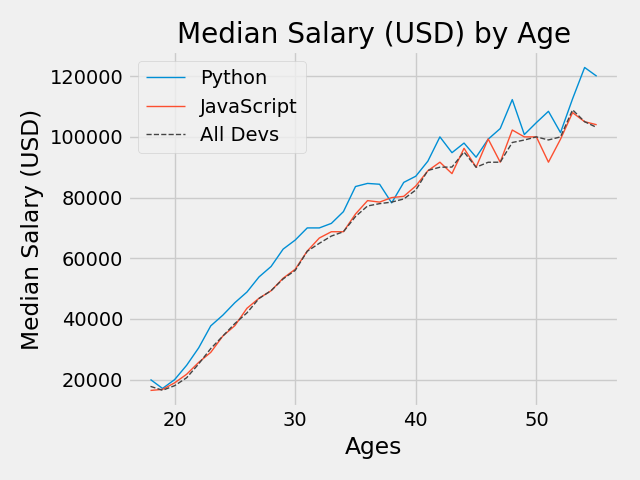 Median Salary (USD) by Age
Python
JavaScript
All Devs
120000
100000
80000
60000
40000
20000
Median Salary (USD)
20 30 40 50
Ages